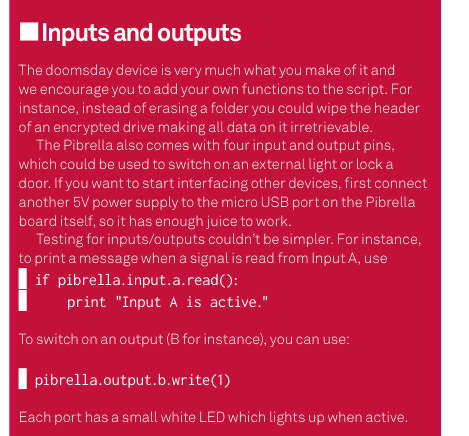 Inputs and outputs
The doomsday device is very much what you make of it and
we encourage you to add your own functions to the script. For
instance, instead of erasing a folder you could wipe the header
of an encrypted drive making all data on it irretrievable.
The Pibrella also comes with four input and output pins,
which could be used to switch on an external light or lock a
door. If you want to start interfacing other devices, first connect
another 5V power supply to the micro USB port on the Pibrella
board itself, so it has enough juice to work.
Testing for inputs/outputs couldn't be simpler. For instance,
to print a message when a signal is read from Input A, use
if pibrella.input.a.read():
    print "Input A is active."
To switch on an output (B for instance), you can use:
pibrella.output.b.write(1)
Each port has a small white LED which lights up when active.